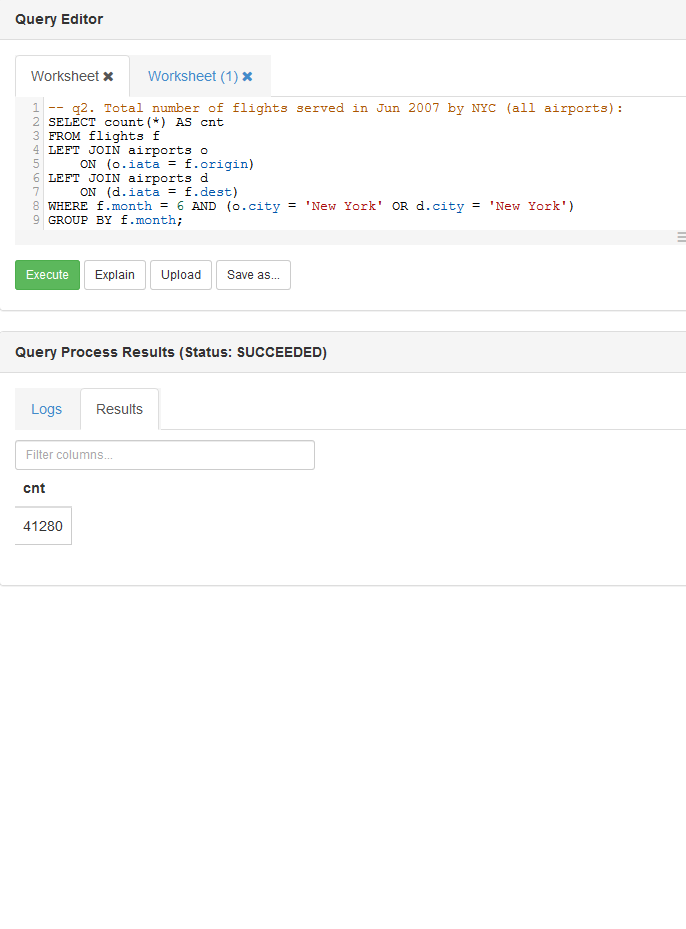 Query Editor
Worksheet ✖ Worksheet (1) ✖
1 -- q2. Total number of flights served in Jun 2007 by NYC (all airports):
2 SELECT count(*) AS cnt
3 FROM flights f
4 LEFT JOIN airports o
5     ON (o.iata = f.origin)
6 LEFT JOIN airports d
7     ON (d.iata = f.dest)
8 WHERE f.month = 6 AND (o.city = 'New York' OR d.city = 'New York')
9 GROUP BY f.month;
Execute Explain Upload Save as...
Query Process Results (Status: SUCCEEDED)
Logs Results
Filter columns...
cnt
41280